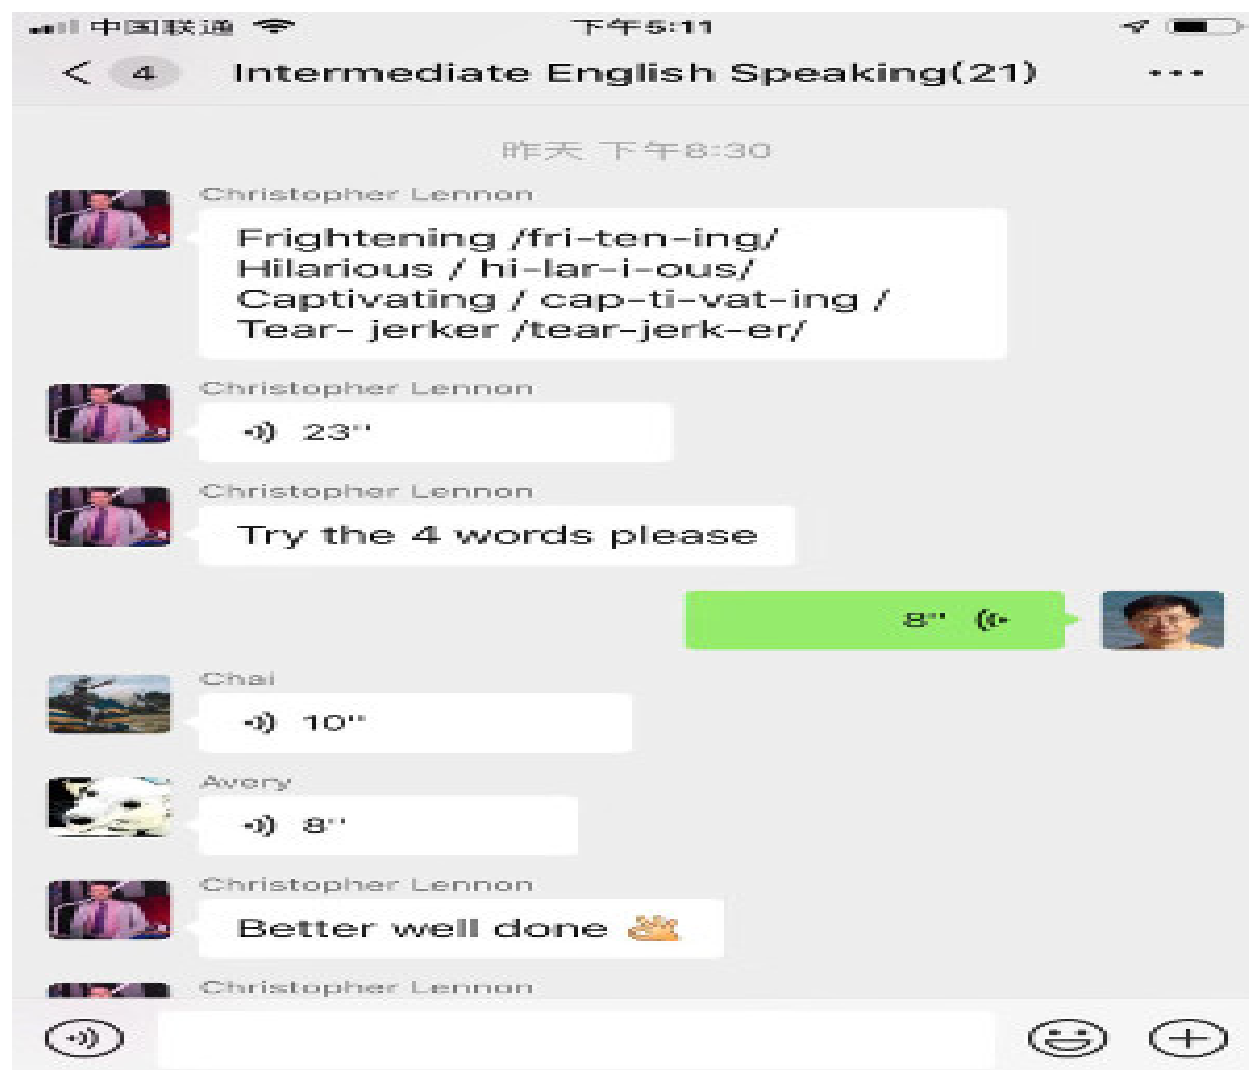 中国联通
下午5:11
4
Intermediate English Speaking(21)
昨天 下午8:30
Christopher Lennon
Frightening /fri-ten-ing/
Hilarious / hi-lar-i-ous/
Captivating / cap-ti-vat-ing /
Tear- jerker /tear-jerk-er/
Christopher Lennon
23"
Christopher Lennon
Try the 4 words please
8"
Chai
10"
Avery
8"
Christopher Lennon
Better well done
Christopher Lennon